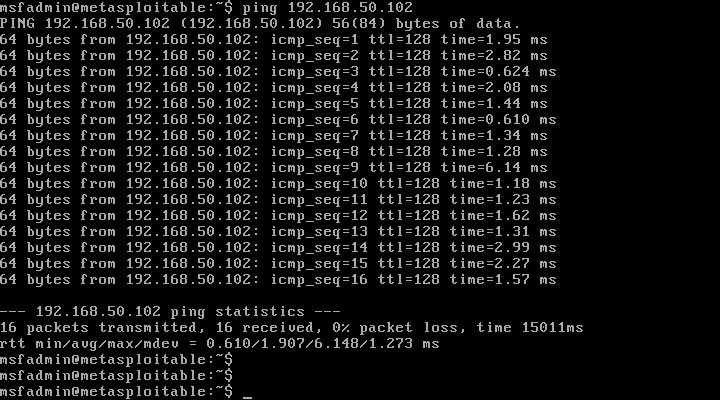 msfadmin@metasploitable:~$ ping 192.168.50.102
PING 192.168.50.102 (192.168.50.102) 56(84) bytes of data.
64 bytes from 192.168.50.102: icmp_seq=1 ttl=128 time=1.95 ms
64 bytes from 192.168.50.102: icmp_seq=2 ttl=128 time=2.82 ms
64 bytes from 192.168.50.102: icmp_seq=3 ttl=128 time=0.624 ms
64 bytes from 192.168.50.102: icmp_seq=4 ttl=128 time=2.08 ms
64 bytes from 192.168.50.102: icmp_seq=5 ttl=128 time=1.44 ms
64 bytes from 192.168.50.102: icmp_seq=6 ttl=128 time=0.610 ms
64 bytes from 192.168.50.102: icmp_seq=7 ttl=128 time=1.34 ms
64 bytes from 192.168.50.102: icmp_seq=8 ttl=128 time=1.28 ms
64 bytes from 192.168.50.102: icmp_seq=9 ttl=128 time=6.14 ms
64 bytes from 192.168.50.102: icmp_seq=10 ttl=128 time=1.18 ms
64 bytes from 192.168.50.102: icmp_seq=11 ttl=128 time=1.23 ms
64 bytes from 192.168.50.102: icmp_seq=12 ttl=128 time=1.62 ms
64 bytes from 192.168.50.102: icmp_seq=13 ttl=128 time=1.31 ms
64 bytes from 192.168.50.102: icmp_seq=14 ttl=128 time=2.99 ms
64 bytes from 192.168.50.102: icmp_seq=15 ttl=128 time=2.27 ms
64 bytes from 192.168.50.102: icmp_seq=16 ttl=128 time=1.57 ms
--- 192.168.50.102 ping statistics ---
16 packets transmitted, 16 received, 0% packet loss, time 15011ms
rtt min/avg/max/mdev = 0.610/1.907/6.148/1.273 ms
msfadmin@metasploitable:~$
msfadmin@metasploitable:~$
msfadmin@metasploitable:~$ _